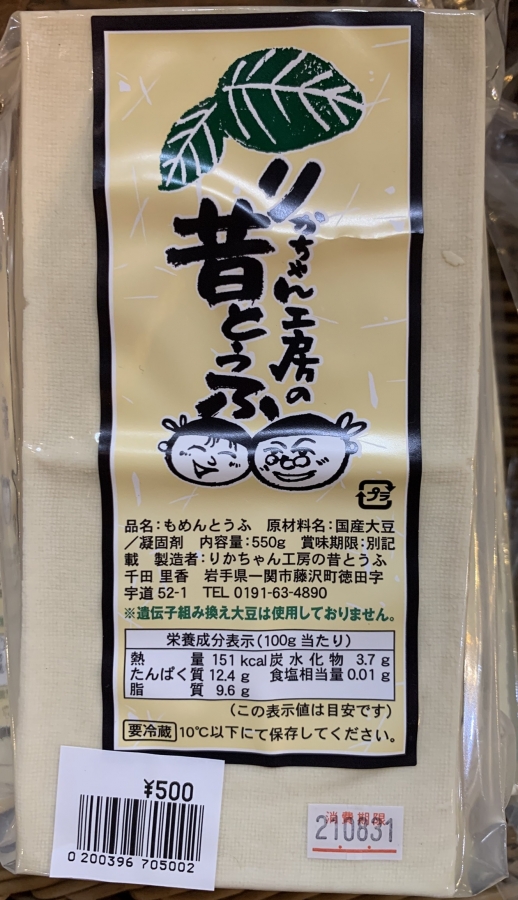 りかちゃん工房の
昔とうふ
プラ
品名：もめんとうふ　原材料名：国産大豆
／凝固剤　内容量：550g　賞味期限：別記
載　製造者：りかちゃん工房の昔とうふ
千田 里香　岩手県一関市藤沢町徳田字
宇道 52-1　TEL 0191-63-4890
※遺伝子組み換え大豆は使用しておりません。
栄養成分表示（100g 当たり）
熱量 151 kcal 炭水化物 3.7 g
たんぱく質 12.4 g 食塩相当量 0.01 g
脂質 9.6 g
（この表示値は目安です）
要冷蔵 10℃以下にて保存してください。
¥500
0 200396 705002
消費期限
210831